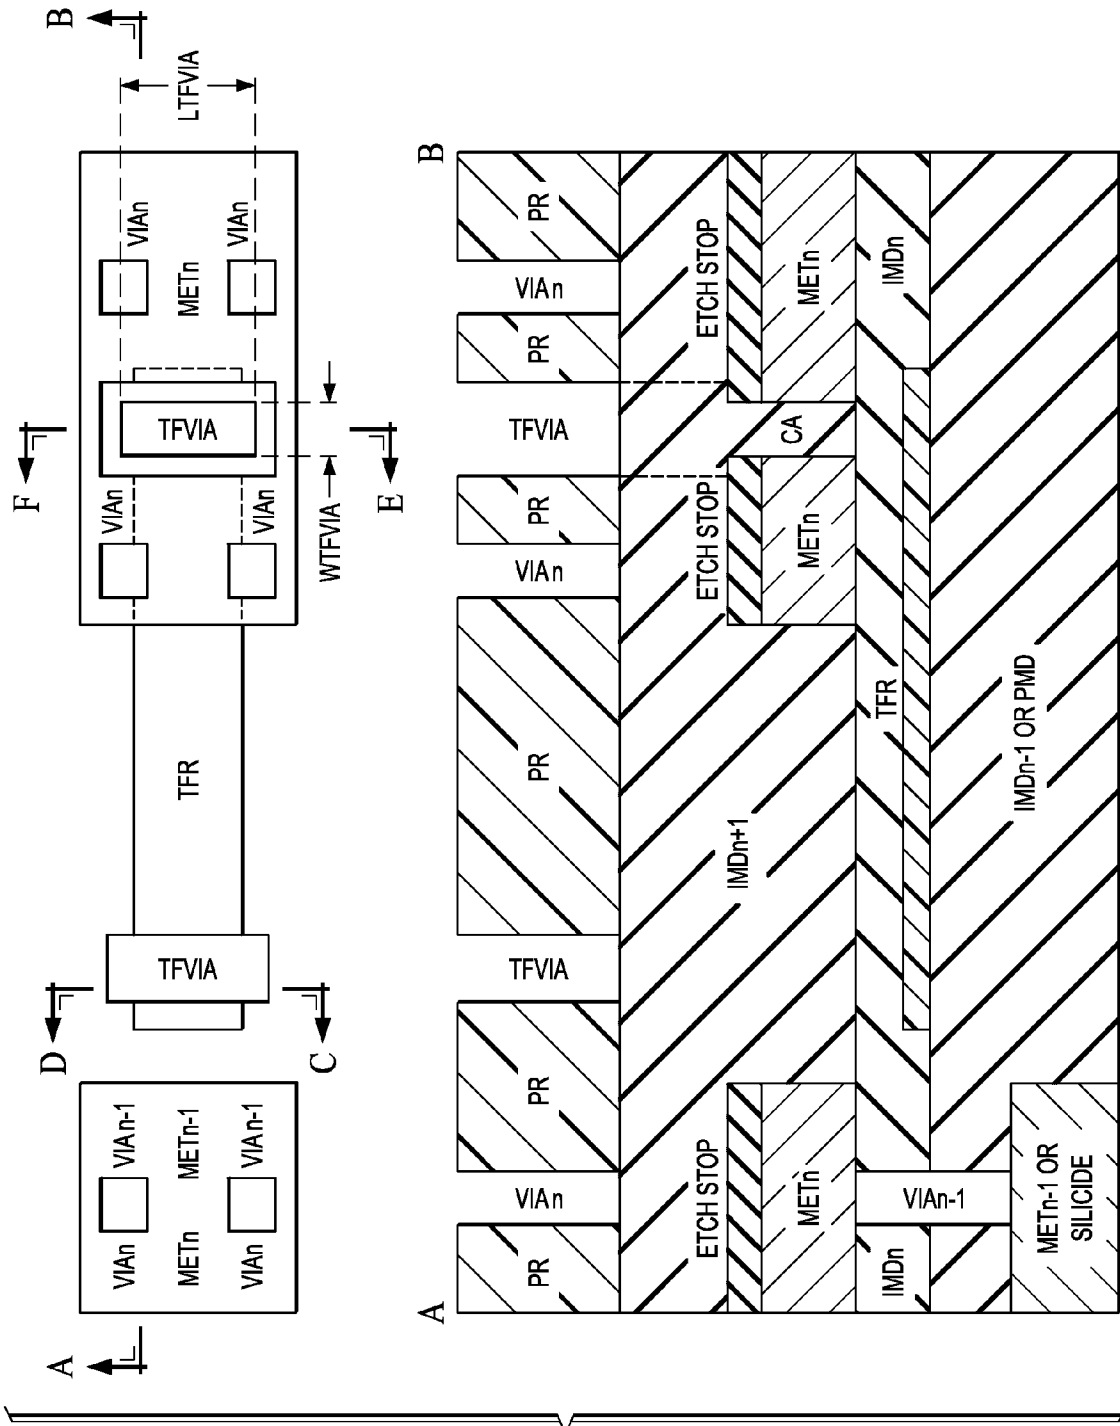 B
LTFVIA
VIAn
VIAn
METn
F
TFVIA
E
VIAn
VIAn
WTFVIA
TFR
D
TFVIA
C
VIAn-1
METn-1
VIAn-1
VIAn
METn
VIAn
A
B
PR
VIAn
PR
TFVIA
PR
VIAn
PR
TFVIA
PR
VIAn
PR
A
ETCH STOP
METn
IMDn
CA
ETCH STOP
METn
TFR
IMDn-1 OR PMD
IMDn+1
ETCH STOP
METn
VIAn-1
IMDn
METn-1 OR
SILICIDE